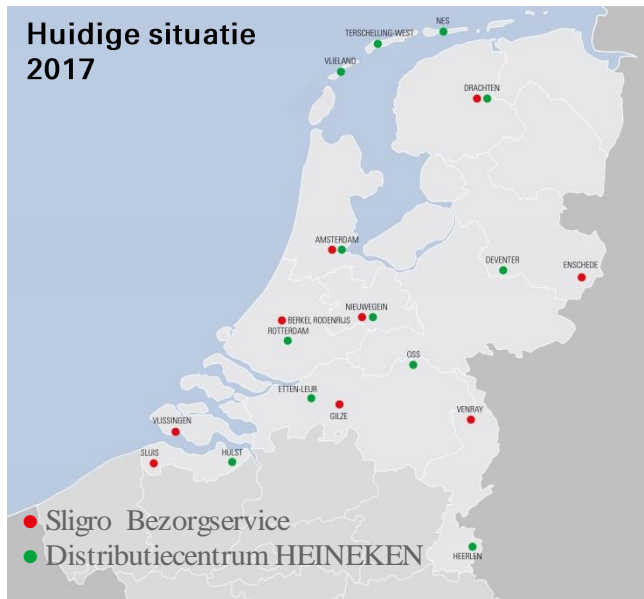 Huidige situatie
2017
NES
TERSCHELLING-WEST
VLIELAND
DRACHTEN
AMSTERDAM
DEVENTER
ENSCHEDE
NIEUWEGEIN
BERKEL RODENRIJS
ROTTERDAM
OSS
ETTEN-LEUR
GILZE
VENRAY
VLISSINGEN
SLUIS
HULST
Sligro Bezorgservice
Distributiecentrum HEINEKEN
HEERLEN